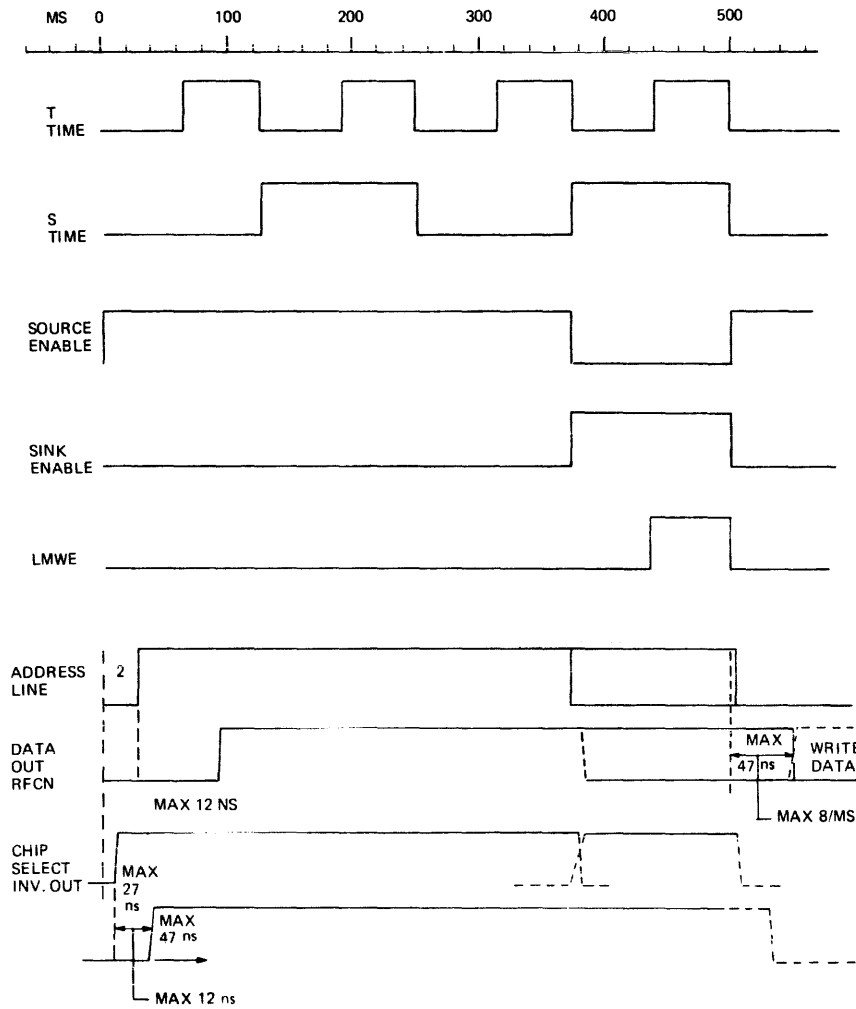 MS 0 100 200 300 400 500
T
TIME
S
TIME
SOURCE
ENABLE
SINK
ENABLE
LMWE
ADDRESS
LINE
2
DATA
OUT
RFCN
MAX
47 ns
WRITE
DATA
MAX 12 NS
MAX 8/MS
CHIP
SELECT
INV. OUT
MAX
27
ns
MAX
47 ns
MAX 12 ns